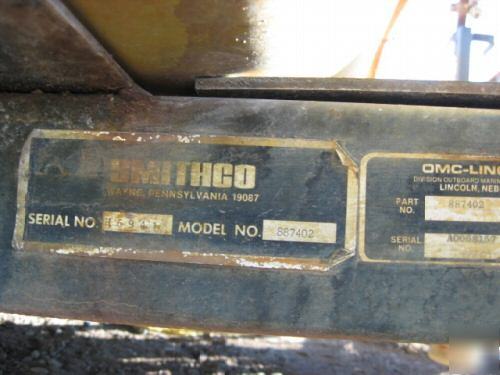 SMITHCO
WAYNE, PENNSYLVANIA 19087
SERIAL NO.
MODEL NO. 887402
OMC-LINC
DIVISION OUTBOARD MARIN
LINCOLN, NEB
PART NO. 887402
SERIAL NO.